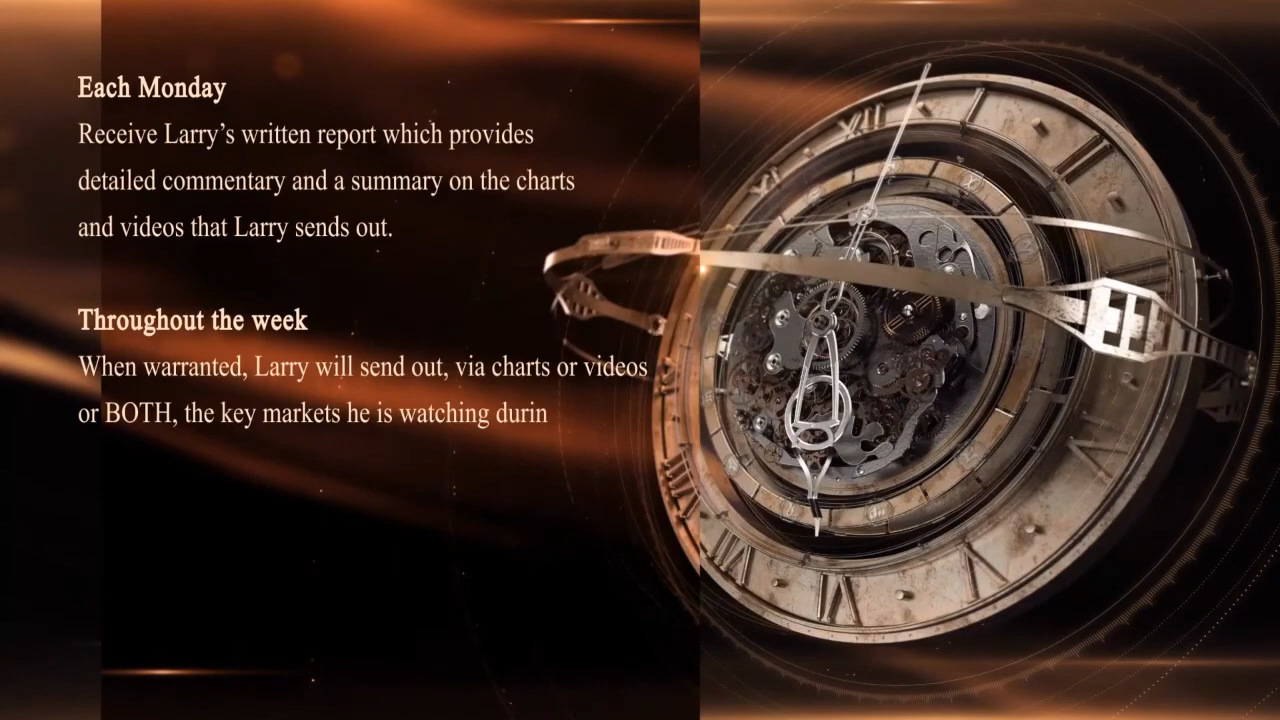 Each Monday
Receive Larry’s written report which provides
detailed commentary and a summary on the charts
and videos that Larry sends out.
Throughout the week
When warranted, Larry will send out, via charts or videos
or BOTH, the key markets he is watching durin